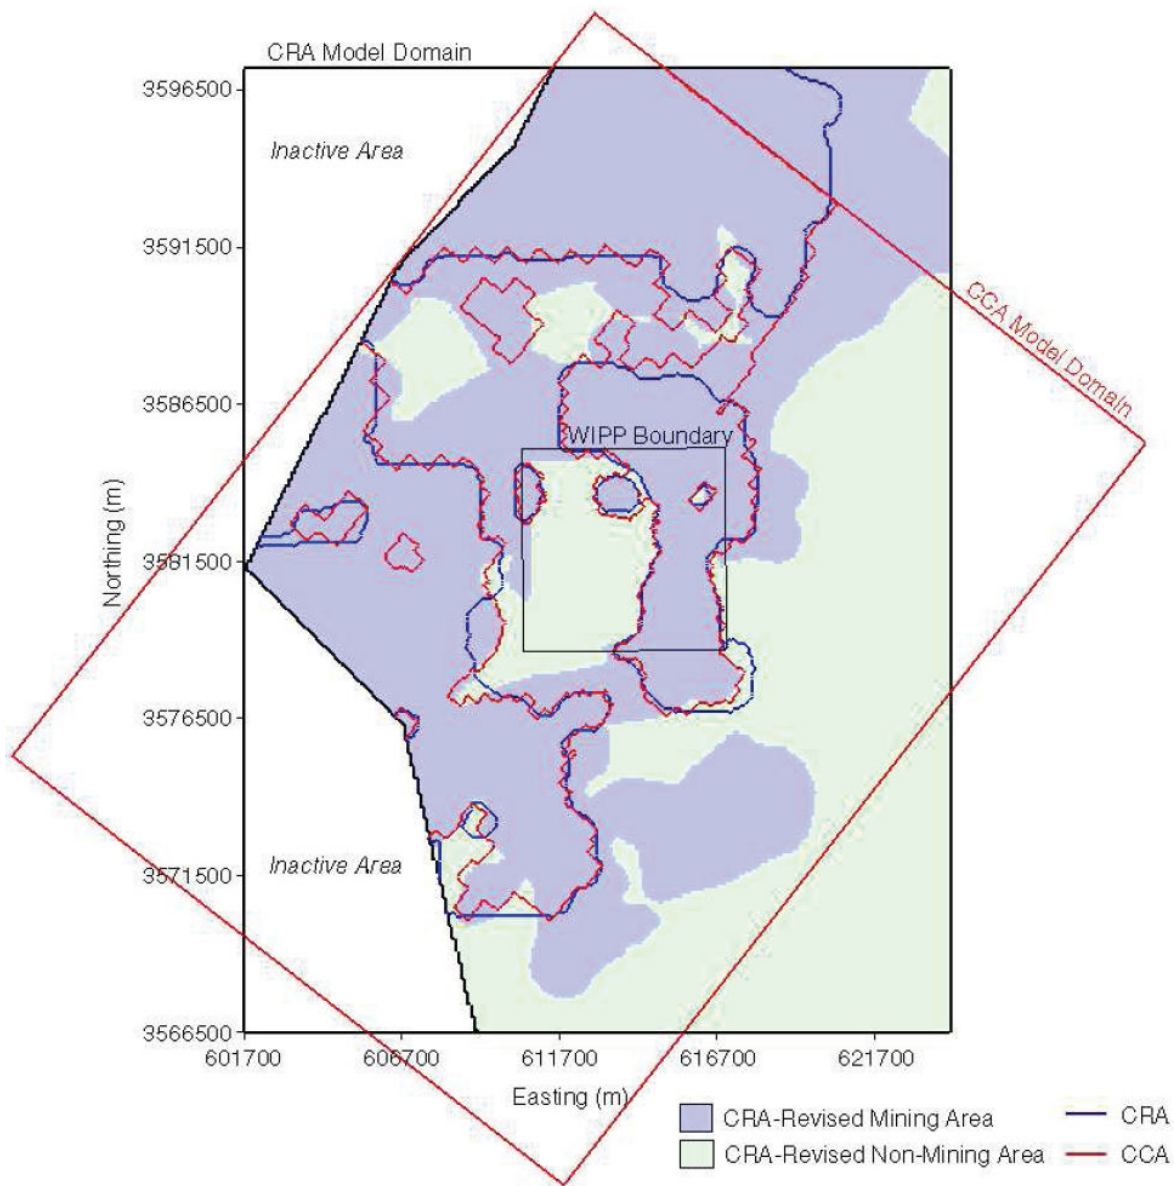 CRA Model Domain
3596500
Inactive Area
3591500
CCA Model Domain
3586500
WIPP Boundary
Northing (m)
3581500
3576500
3571500
Inactive Area
3566500
601700 606700 611700 616700 621700
Easting (m)
CRA-Revised Mining Area CRA
CRA-Revised Non-Mining Area CCA